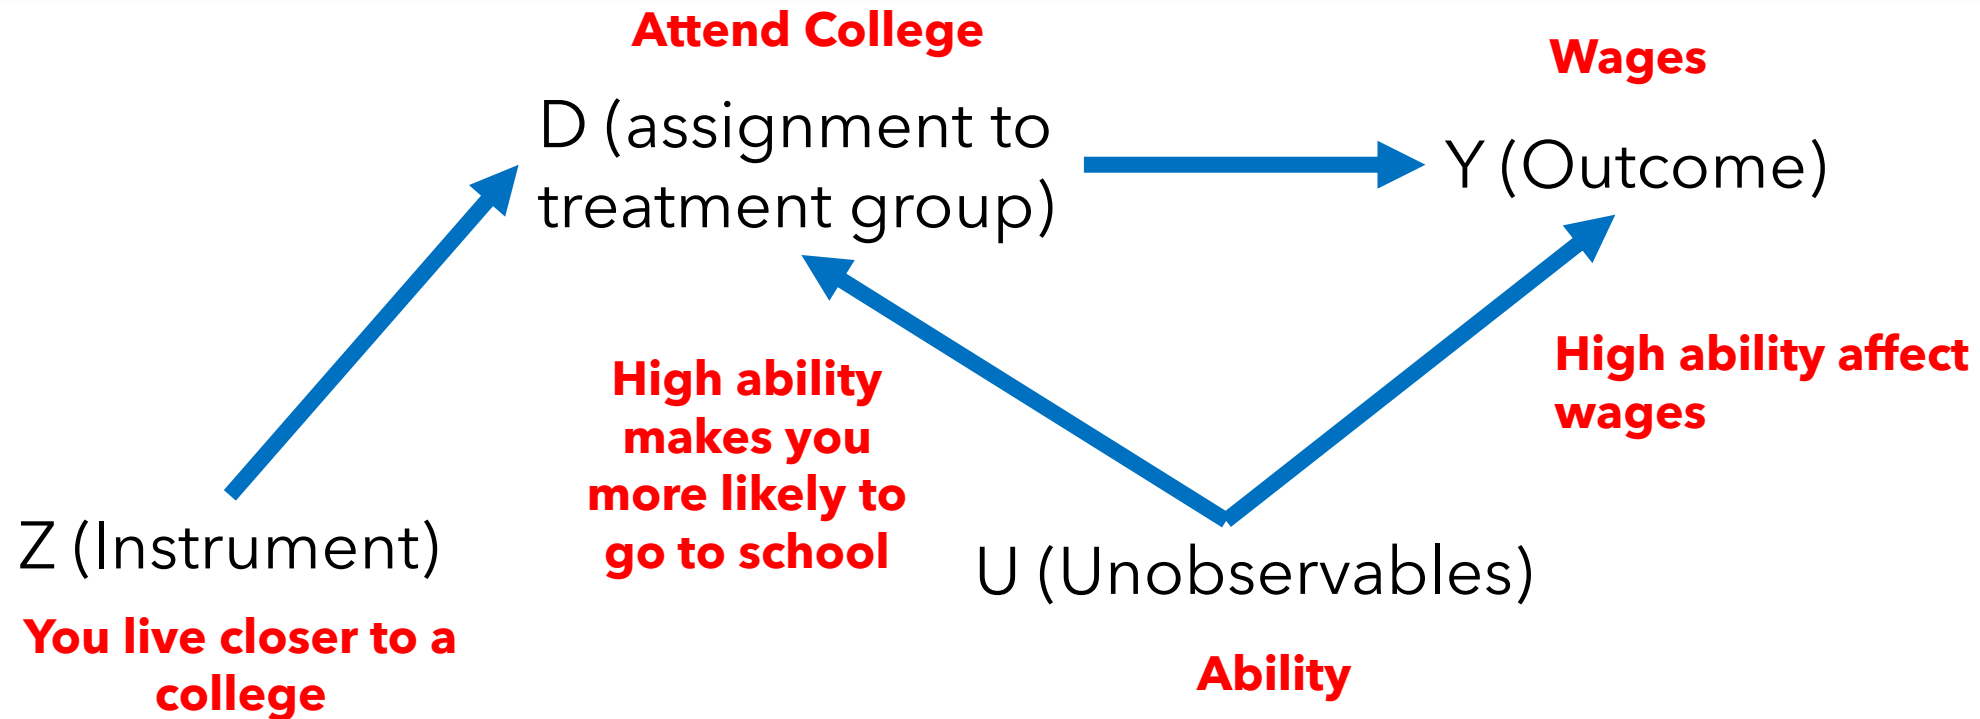 Attend College
Wages
D (assignment to
treatment group)
Y (Outcome)
High ability affect
wages
High ability
makes you
more likely to
go to school
Z (Instrument)
U (Unobservables)
You live closer to a
college
Ability